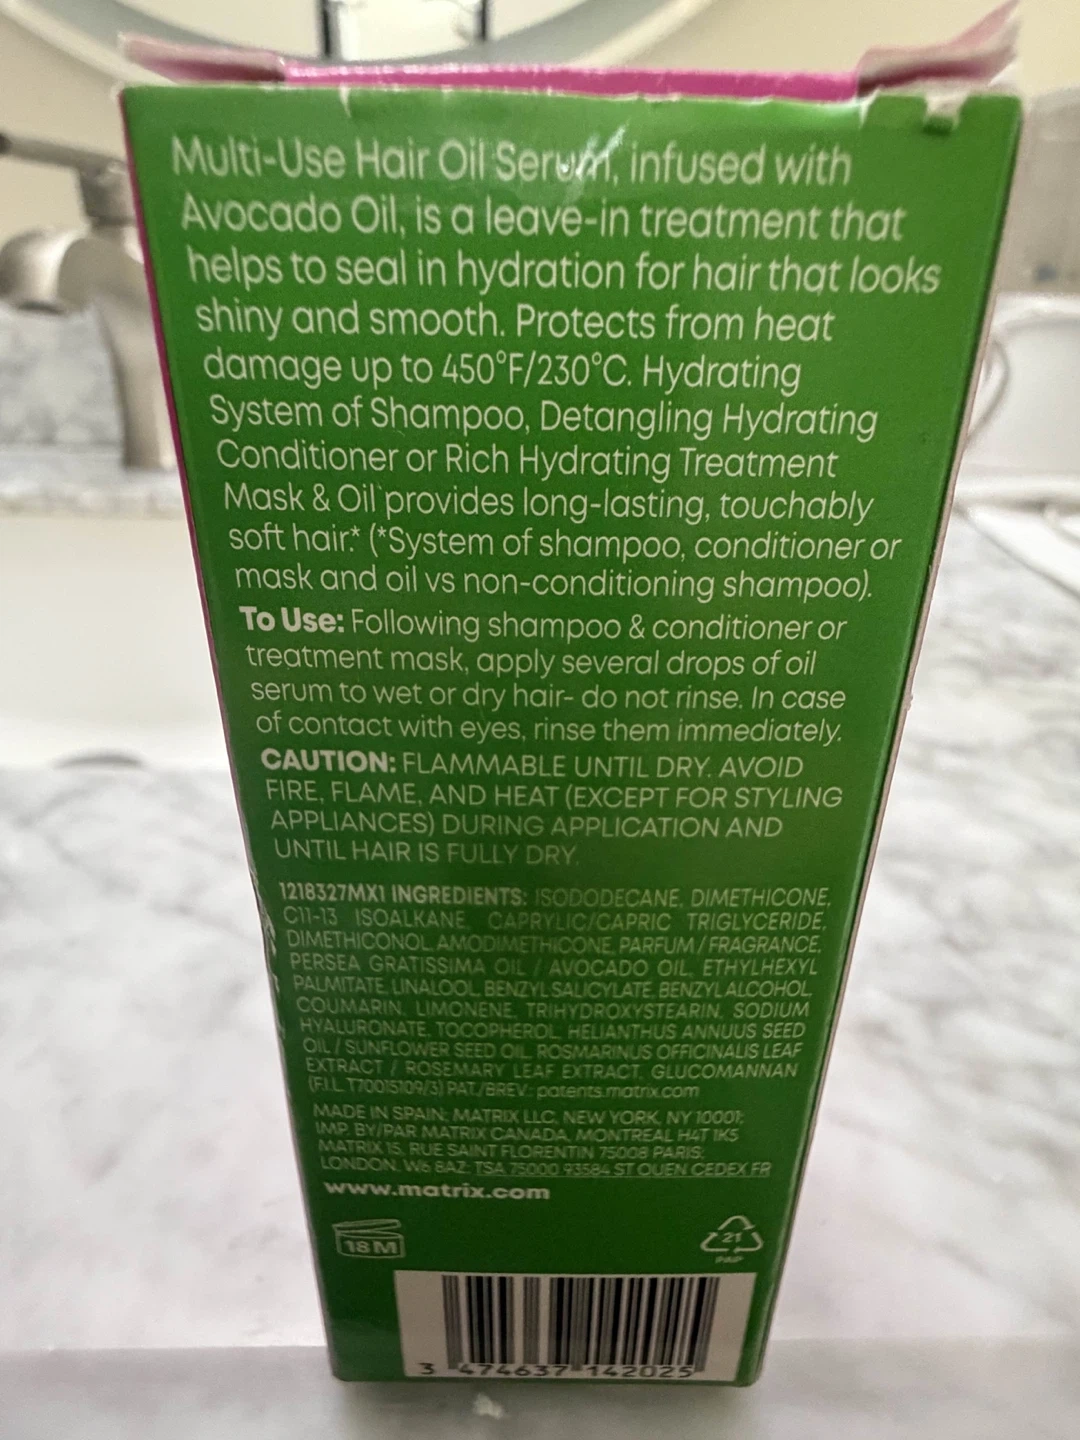 Multi-Use Hair Oil Serum, infused with
Avocado Oil, is a leave-in treatment that
helps to seal in hydration for hair that looks
shiny and smooth. Protects from heat
damage up to 450°F/230°C. Hydrating
System of Shampoo, Detangling Hydrating
Conditioner or Rich Hydrating Treatment
Mask & Oil provides long-lasting, touchably
soft hair.* (*System of shampoo, conditioner or
mask and oil vs non-conditioning shampoo).
To Use: Following shampoo & conditioner or
treatment mask, apply several drops of oil
serum to wet or dry hair- do not rinse. In case
of contact with eyes, rinse them immediately.
CAUTION: FLAMMABLE UNTIL DRY. AVOID
FIRE, FLAME, AND HEAT (EXCEPT FOR STYLING
APPLIANCES) DURING APPLICATION AND
UNTIL HAIR IS FULLY DRY.
1218327MX1 INGREDIENTS: ISODODECANE, DIMETHICONE,
C11-13 ISOALKANE, CAPRYLIC/CAPRIC TRIGLYCERIDE,
DIMETHICONOL, AMODIMETHICONE, PARFUM / FRAGRANCE,
PERSEA GRATISSIMA OIL / AVOCADO OIL, ETHYLHEXYL
PALMITATE, LINALOOL, BENZYL SALICYLATE, BENZYL ALCOHOL,
COUMARIN, LIMONENE, TRIHYDROXYSTEARIN, SODIUM
HYALURONATE, TOCOPHEROL, HELIANTHUS ANNUUS SEED
OIL / SUNFLOWER SEED OIL, ROSMARINUS OFFICINALIS LEAF
EXTRACT / ROSEMARY LEAF EXTRACT, GLUCOMANNAN
(F.I.L. T70015109/3) PAT./BREV.: patents.matrix.com
MADE IN SPAIN: MATRIX LLC, NEW YORK, NY 10001;
IMP. BY/PAR MATRIX CANADA, MONTREAL H4T 1K5
MATRIX 15, RUE SAINT FLORENTIN 75008 PARIS;
LONDON, W6 8AZ; TSA 75000 93584 ST OUEN CEDEX FR
www.matrix.com
18M
21
PAP
3 474637 142025